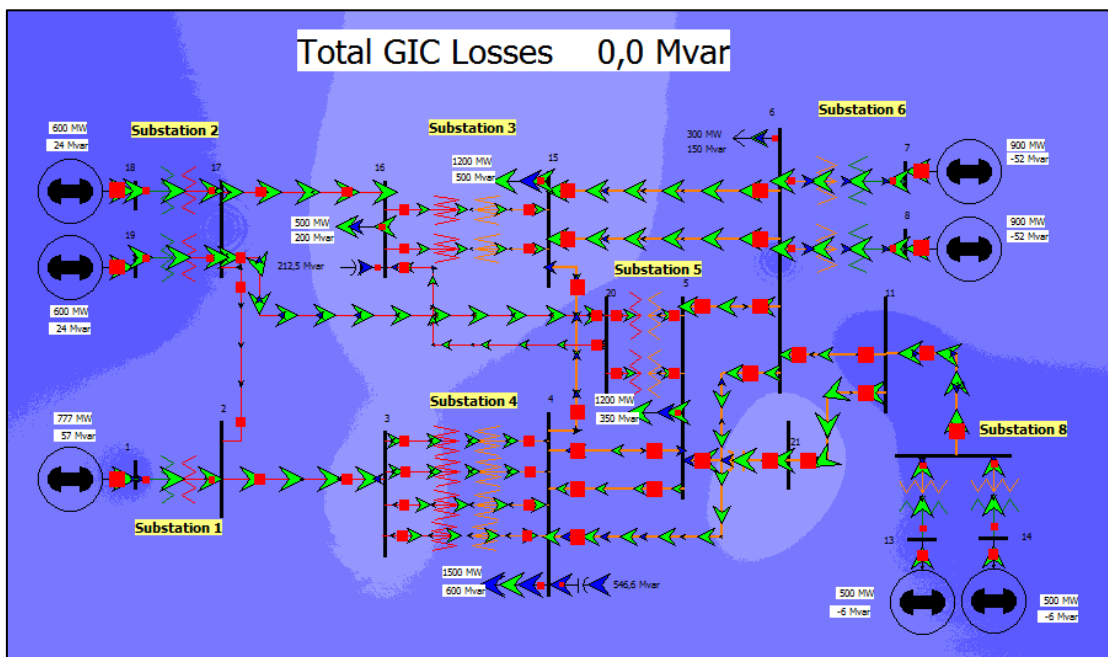 Total GIC Losses 0,0 Mvar
Substation 2
Substation 3
Substation 6
600 MW
24 Mvar
18
17
16
1200 MW
500 Mvar
15
6
300 MW
150 Mvar
7
900 MW
-52 Mvar
19
500 MW
200 Mvar
8
900 MW
-52 Mvar
212,5 Mvar
Substation 5
600 MW
24 Mvar
20
5
11
1200 MW
350 Mvar
777 MW
57 Mvar
1
2
3
Substation 4
4
21
Substation 8
Substation 1
1500 MW
600 Mvar
546,6 Mvar
13
14
500 MW
-6 Mvar
500 MW
-6 Mvar